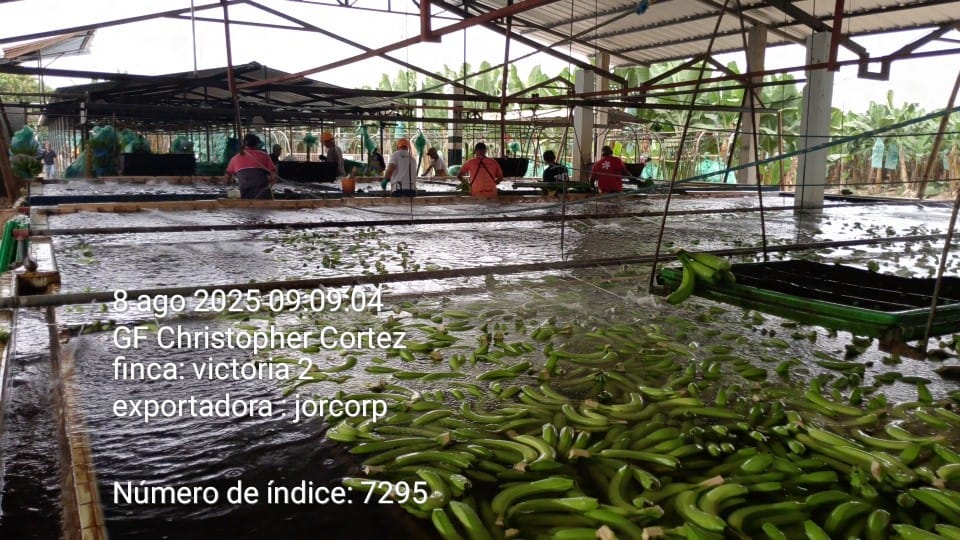 8 ago 2025 09:09:04
GF Christopher Cortez
finca: victoria 2
exportadora : jorcorp
Número de índice: 7295